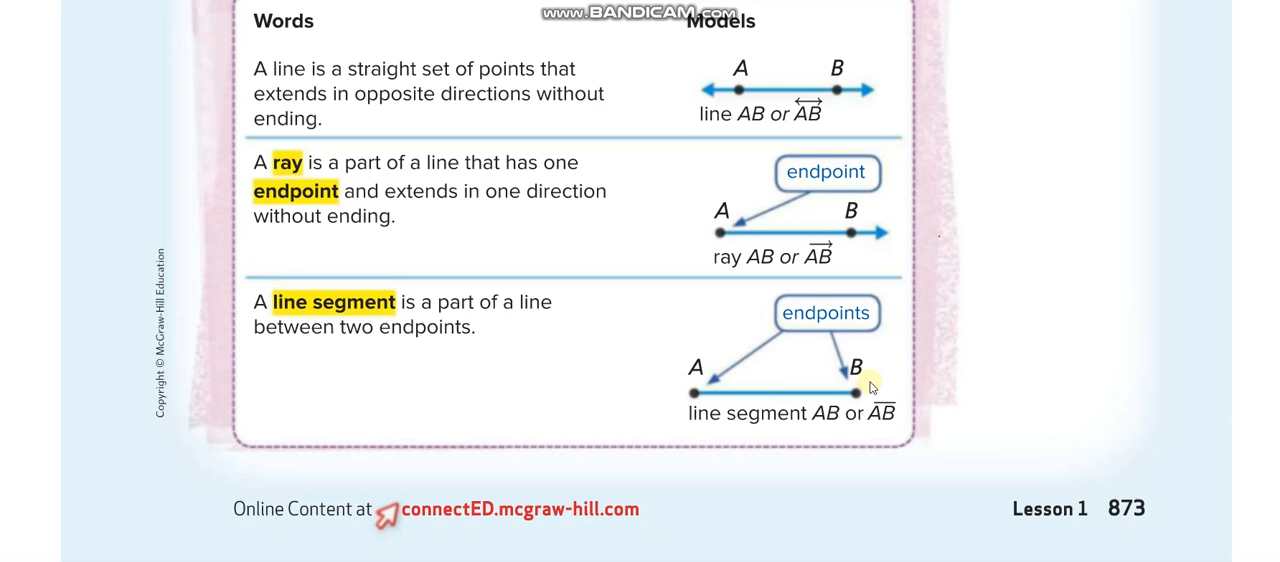 www.BANDICAM.com
Words
Models
A line is a straight set of points that
extends in opposite directions without
ending.
A B
line AB or AB
A ray is a part of a line that has one
endpoint and extends in one direction
without ending.
endpoint
A B
ray AB or AB
A line segment is a part of a line
between two endpoints.
endpoints
A B
line segment AB or AB
Copyright © McGraw-Hill Education
Online Content at connectED.mcgraw-hill.com
Lesson 1 873